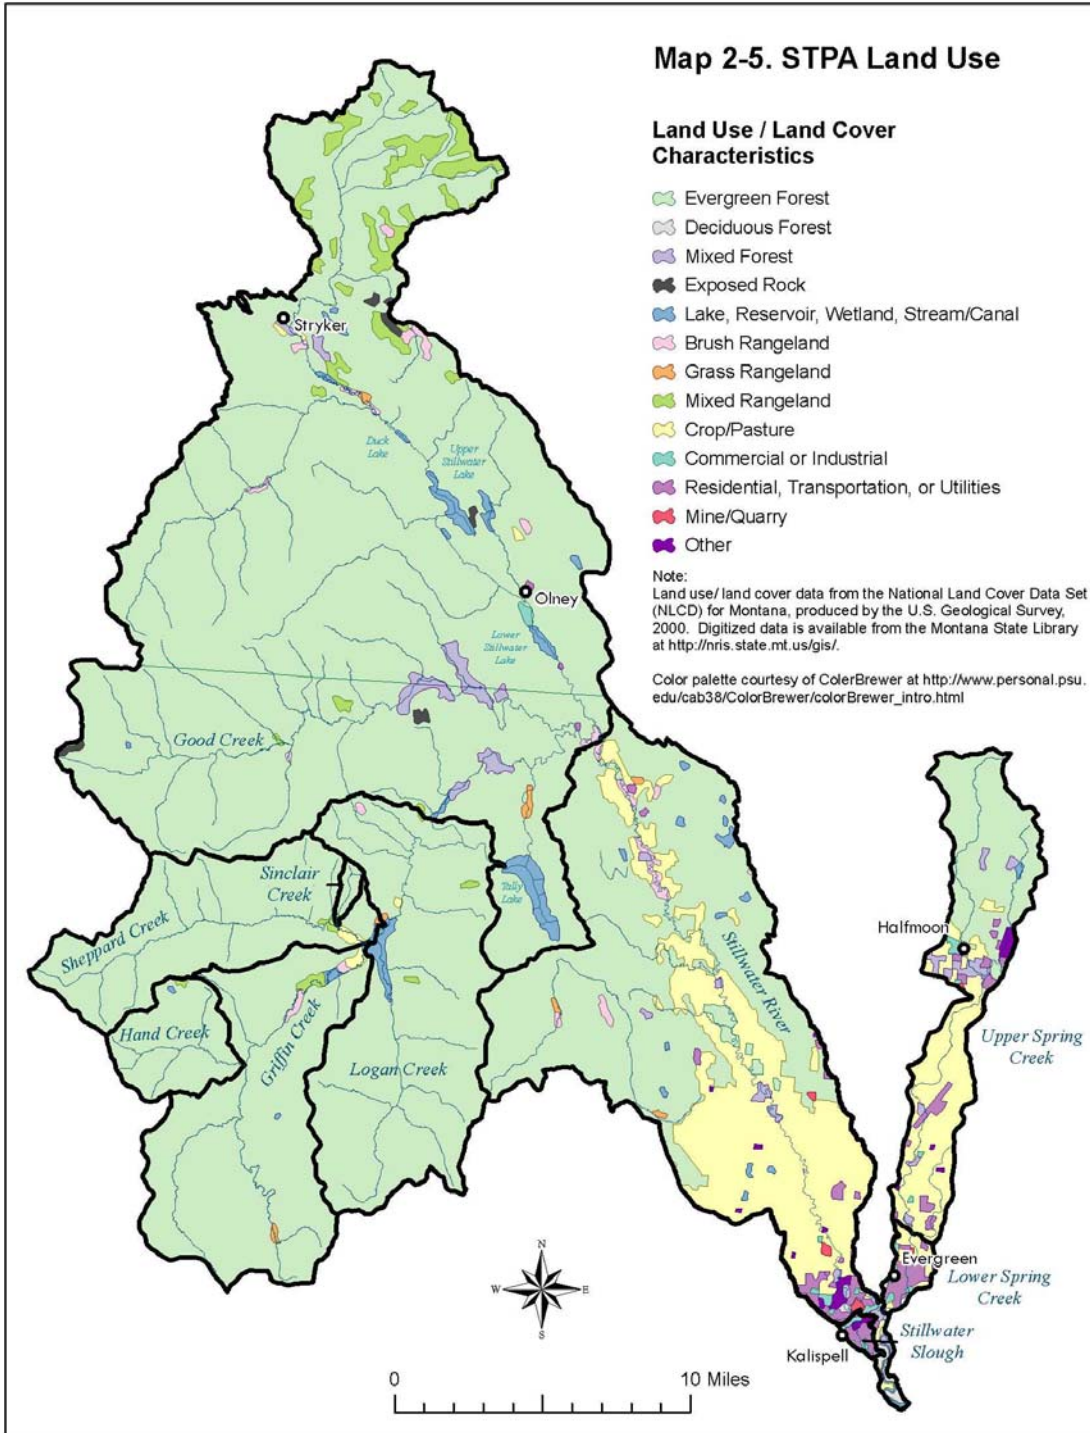 Map 2-5. STPA Land Use
Land Use / Land Cover
Characteristics
Evergreen Forest
Deciduous Forest
Mixed Forest
Exposed Rock
Lake, Reservoir, Wetland, Stream/Canal
Brush Rangeland
Grass Rangeland
Mixed Rangeland
Crop/Pasture
Commercial or Industrial
Residential, Transportation, or Utilities
Mine/Quarry
Other
Note:
Land use/ land cover data from the National Land Cover Data Set
(NLCD) for Montana, produced by the U.S. Geological Survey,
2000. Digitized data is available from the Montana State Library
at http://nris.state.mt.us/gis/.
Color palette courtesy of ColerBrewer at http://www.personal.psu.
edu/cab38/ColorBrewer/colorBrewer_intro.html
Stryker
Duck
Lake
Upper
Stillwater
Lake
Olney
Lower
Stillwater
Lake
Good Creek
Sinclair
Creek
Tally
Lake
Sheppard Creek
Hand Creek
Griffin Creek
Logan Creek
Stillwater River
Halfmoon
Upper Spring
Creek
Evergreen
Lower Spring
Creek
Stillwater
Slough
Kalispell
N
W E
S
0 10 Miles